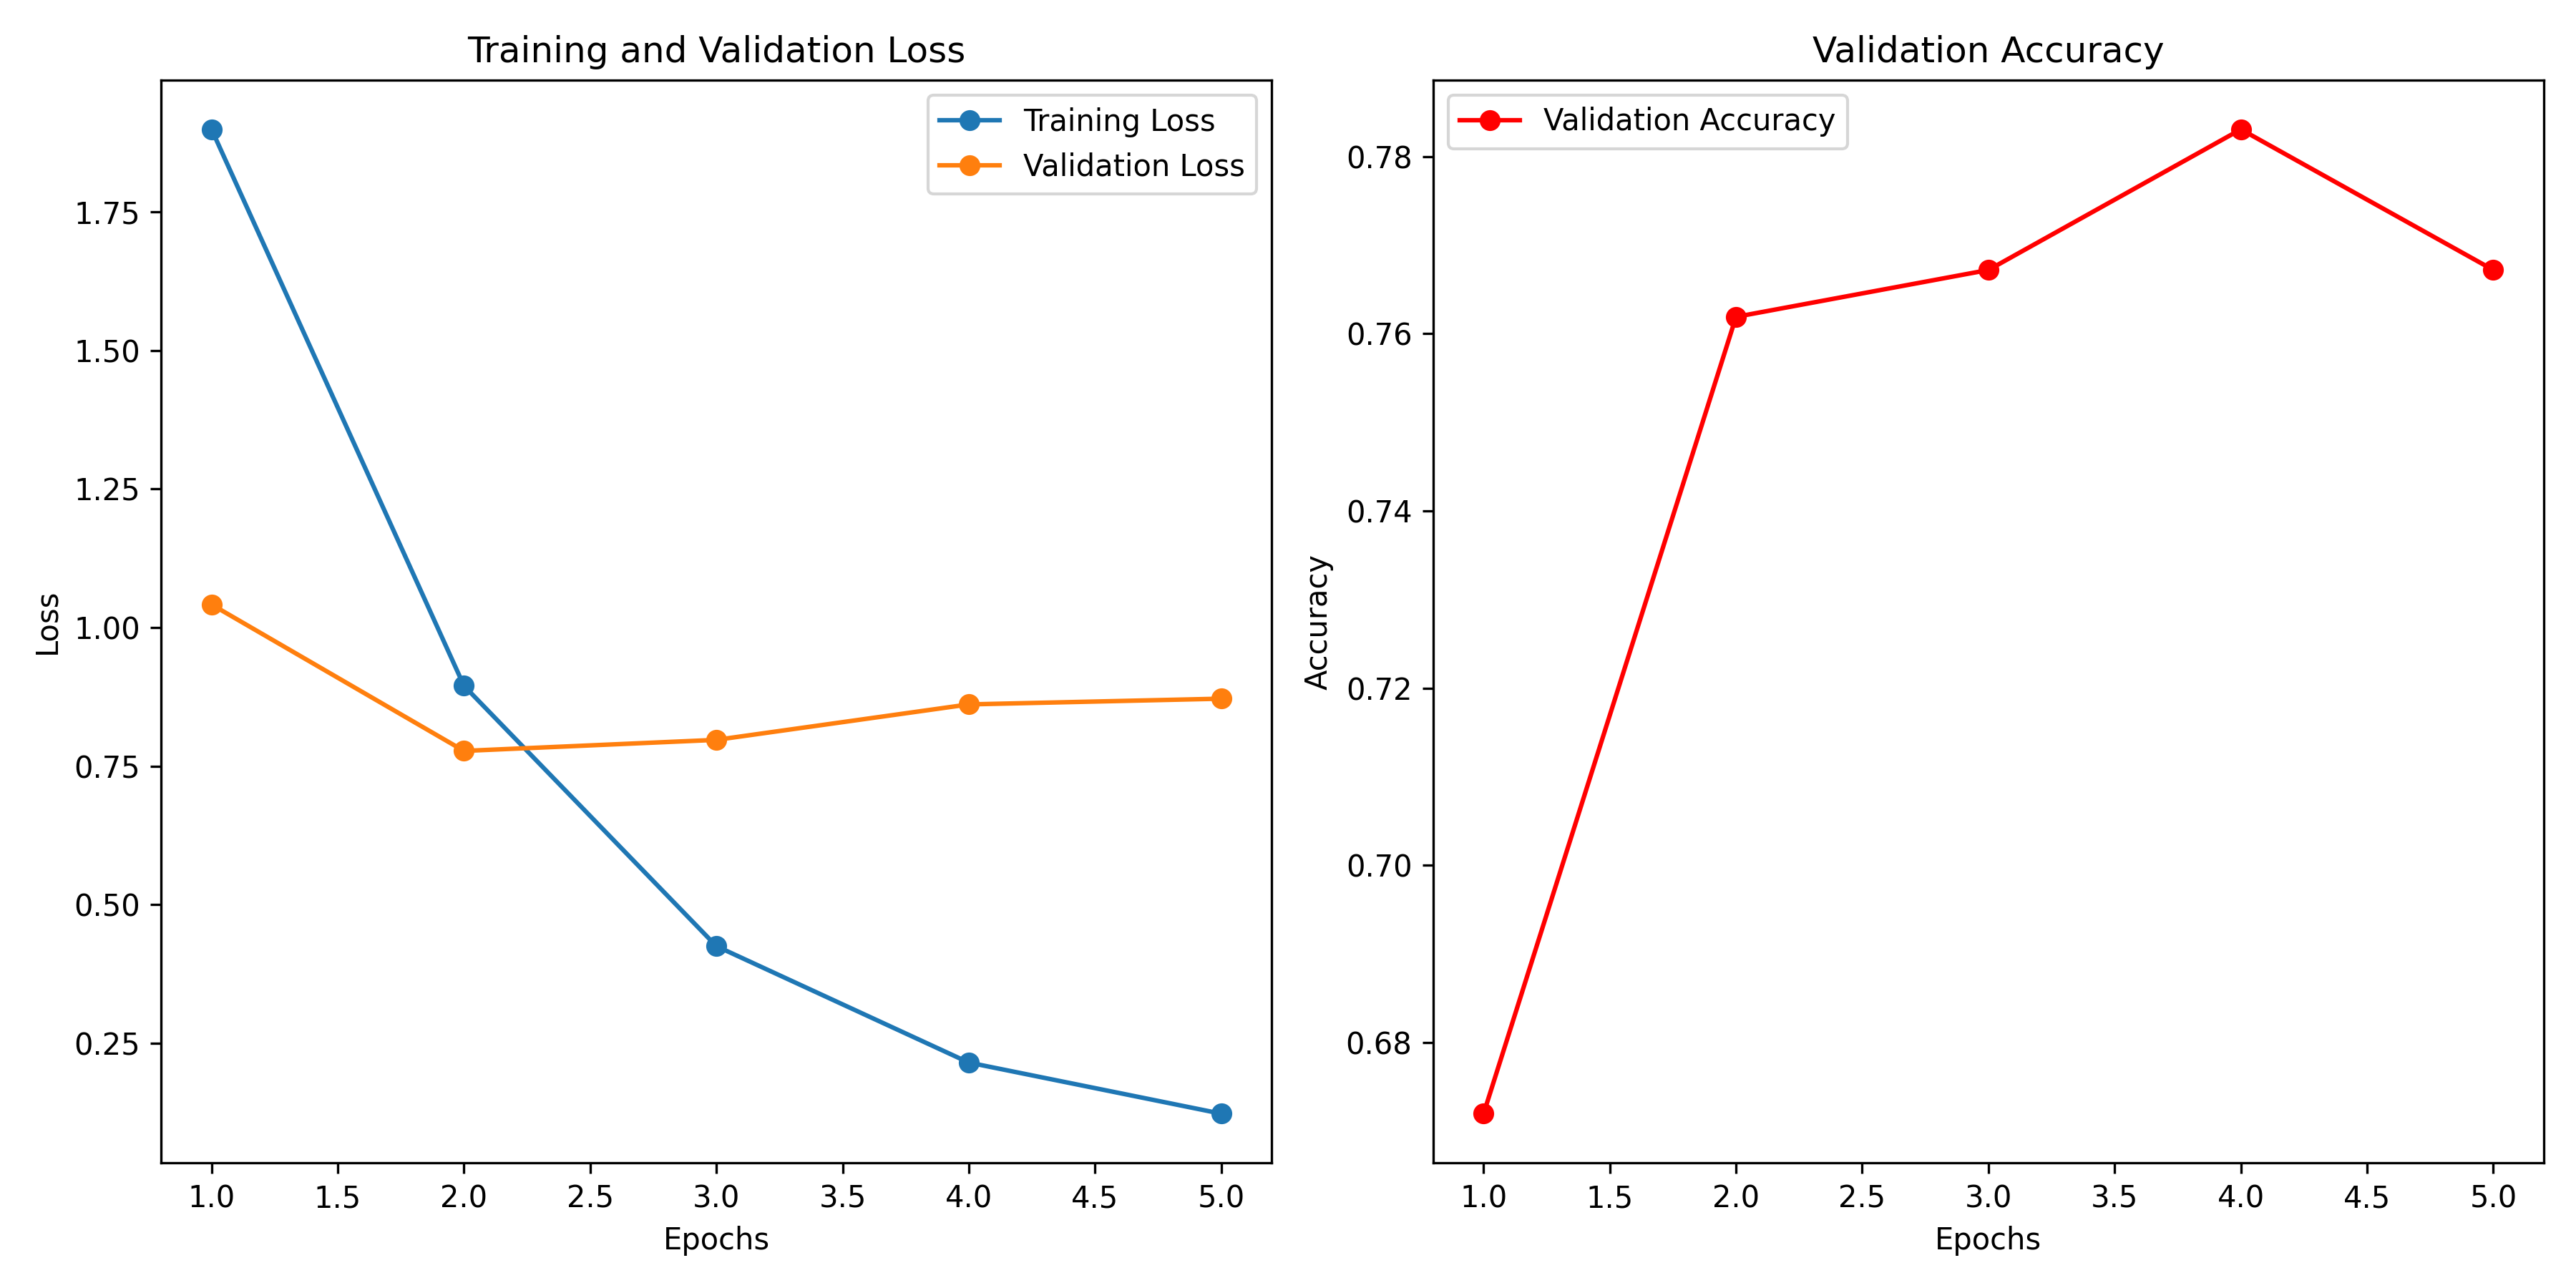 Training and Validation Loss
Training Loss
Validation Loss
1.75
1.50
1.25
1.00
0.75
0.50
0.25
Loss
1.0 1.5 2.0 2.5 3.0 3.5 4.0 4.5 5.0
Epochs
Validation Accuracy
Validation Accuracy
0.78
0.76
0.74
0.72
0.70
0.68
Accuracy
1.0 1.5 2.0 2.5 3.0 3.5 4.0 4.5 5.0
Epochs